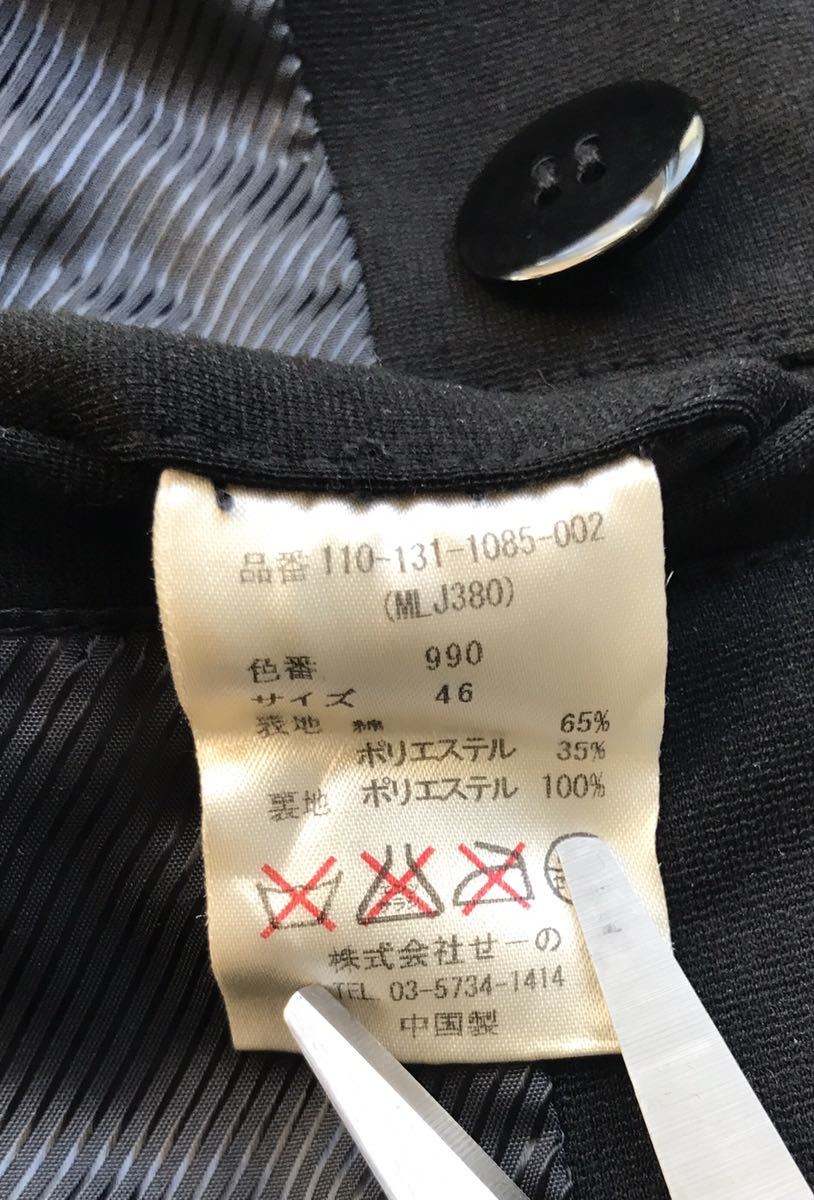 品番 110-131-1085-002
(MLJ380)
色番 990
サイズ 46
表地 綿 65%
ポリエステル 35%
裏地 ポリエステル 100%
株式会社せーの
TEL 03-5734-1414
中国製